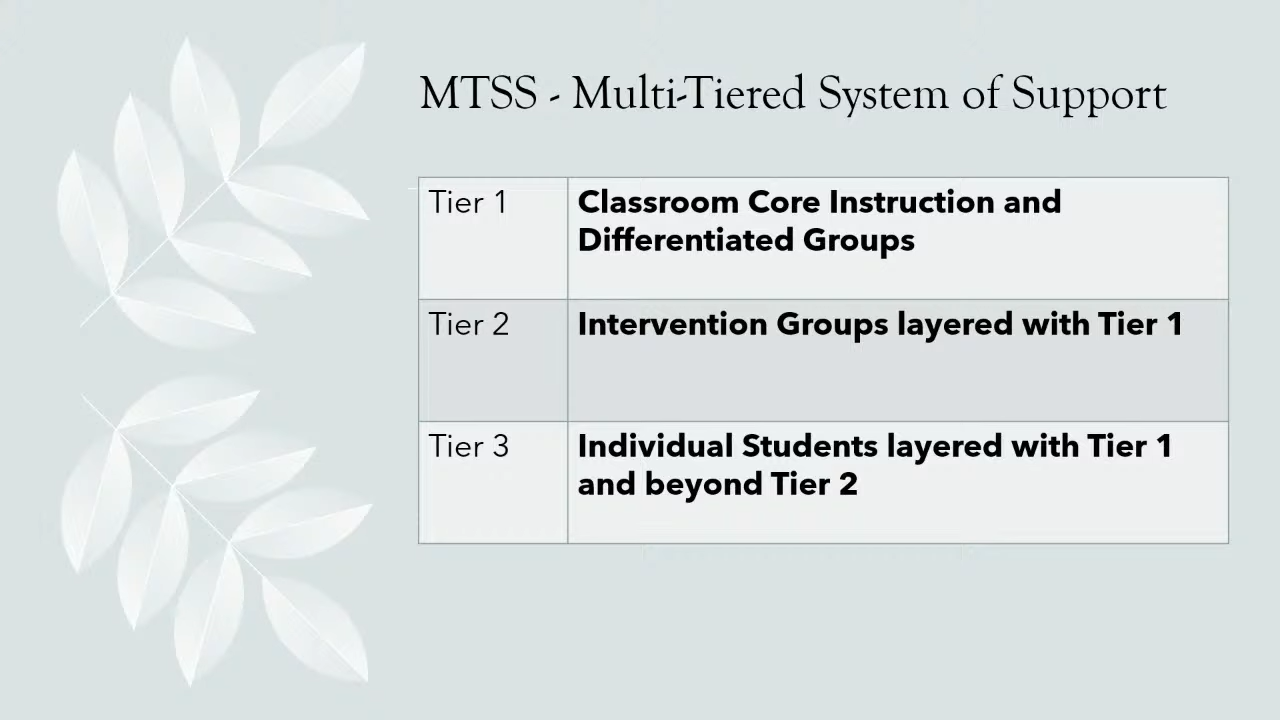 MTSS - Multi-Tiered System of Support
Tier 1
Classroom Core Instruction and
Differentiated Groups
Tier 2
Intervention Groups layered with Tier 1
Tier 3
Individual Students layered with Tier 1
and beyond Tier 2